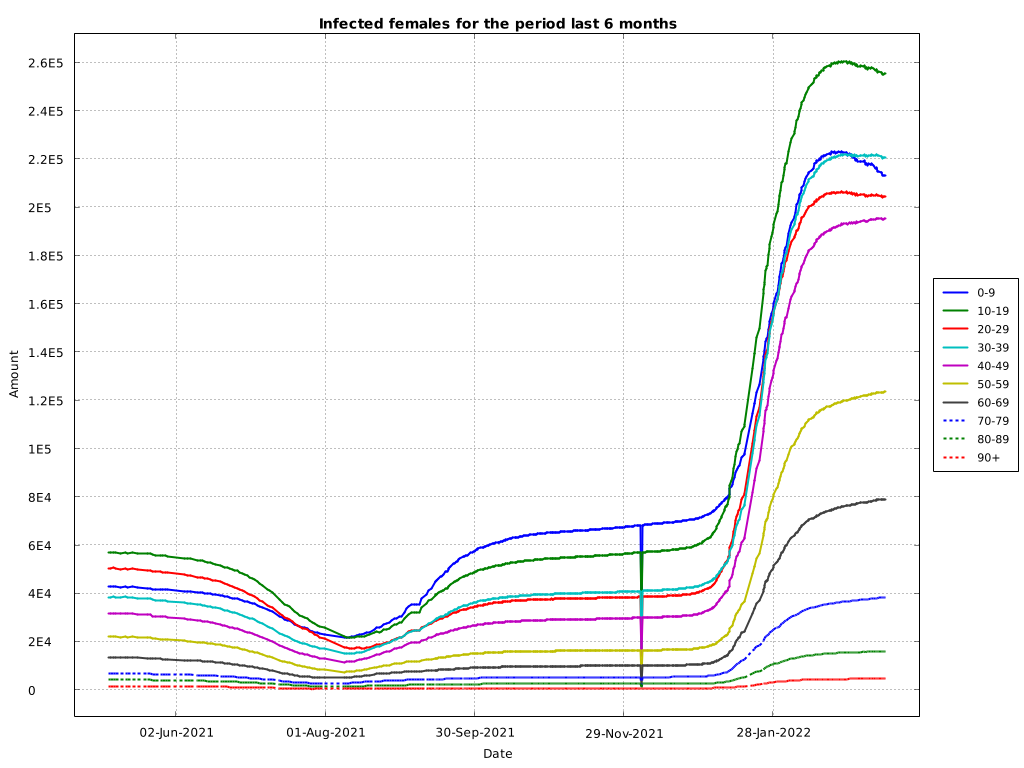 Infected females for the period last 6 months
2.6E5
2.4E5
2.2E5
2E5
1.8E5
1.6E5
1.4E5
1.2E5
1E5
8E4
6E4
4E4
2E4
0
Amount
02-Jun-2021
01-Aug-2021
30-Sep-2021
29-Nov-2021
28-Jan-2022
Date
0-9
10-19
20-29
30-39
40-49
50-59
60-69
70-79
80-89
90+